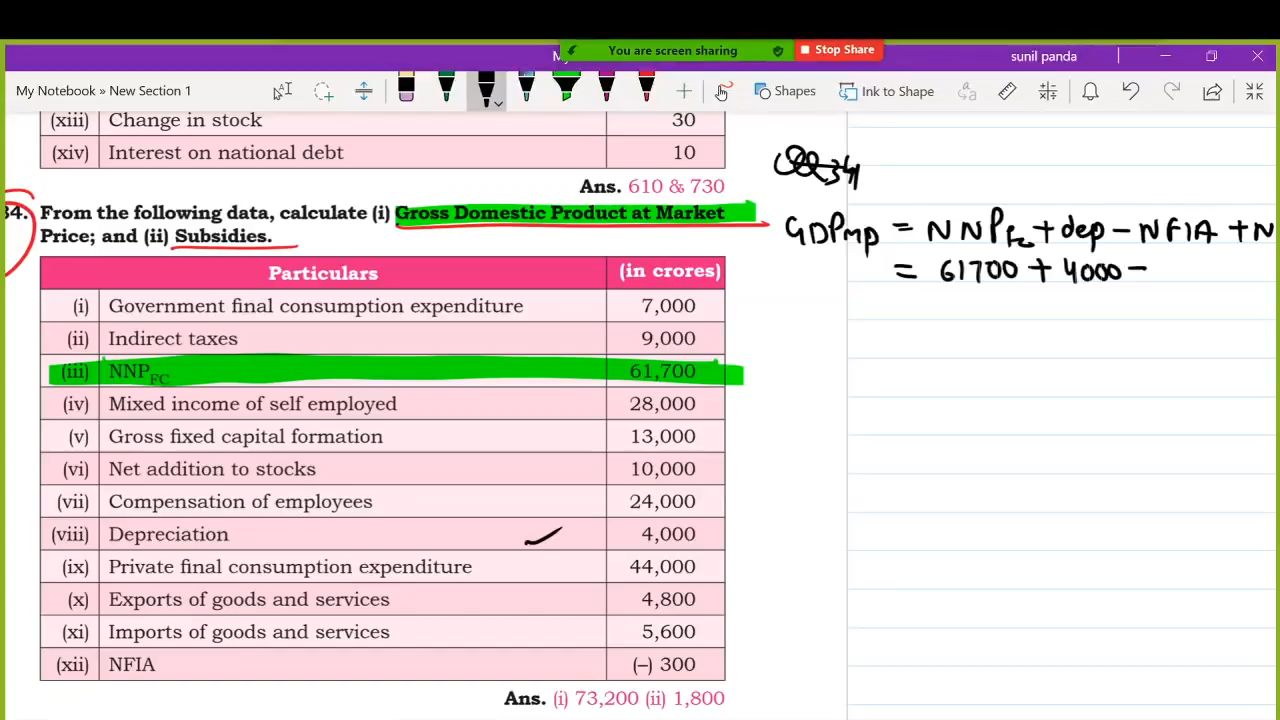 You are screen sharing
Stop Share
My
sunil panda
My Notebook » New Section 1
Shapes
Ink to Shape
(xiii) Change in stock 30
(xiv) Interest on national debt 10
Ans. 610 & 730
34. From the following data, calculate (i) Gross Domestic Product at Market
Price; and (ii) Subsidies.
Particulars (in crores)
(i) Government final consumption expenditure 7,000
(ii) Indirect taxes 9,000
(iii) NNPFC 61,700
(iv) Mixed income of self employed 28,000
(v) Gross fixed capital formation 13,000
(vi) Net addition to stocks 10,000
(vii) Compensation of employees 24,000
(viii) Depreciation 4,000
(ix) Private final consumption expenditure 44,000
(x) Exports of goods and services 4,800
(xi) Imports of goods and services 5,600
(xii) NFIA (–) 300
Ans. (i) 73,200 (ii) 1,800
GDPMP = NNPFC + dep - NFIA + N
= 61700 + 4000 -